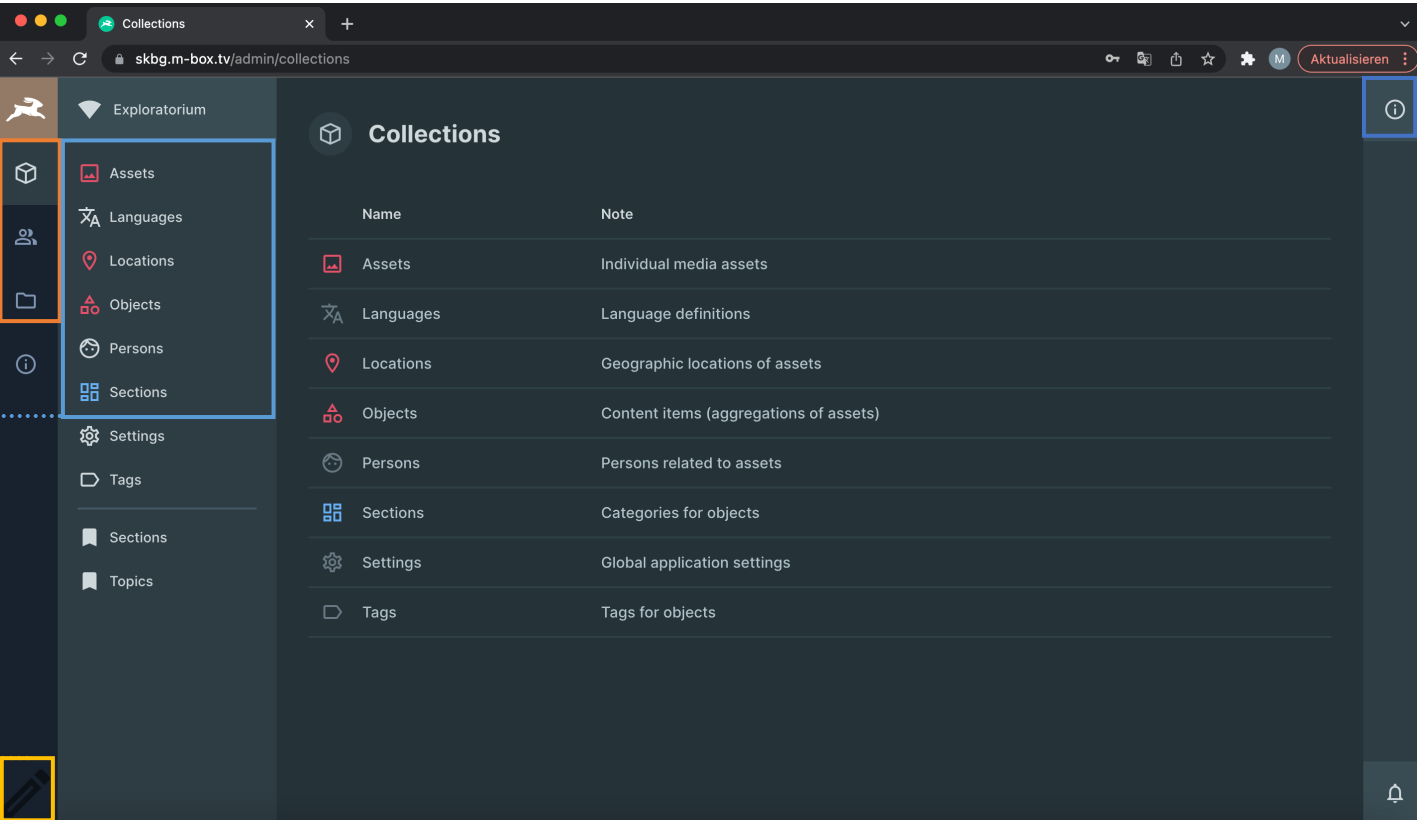 Collections
skbg.m-box.tv/admin/collections
M
Aktualisieren
Exploratorium
Assets
Languages
Locations
Objects
Persons
Sections
Settings
Tags
Sections
Topics
Collections
Name Note
Assets Individual media assets
Languages Language definitions
Locations Geographic locations of assets
Objects Content items (aggregations of assets)
Persons Persons related to assets
Sections Categories for objects
Settings Global application settings
Tags Tags for objects